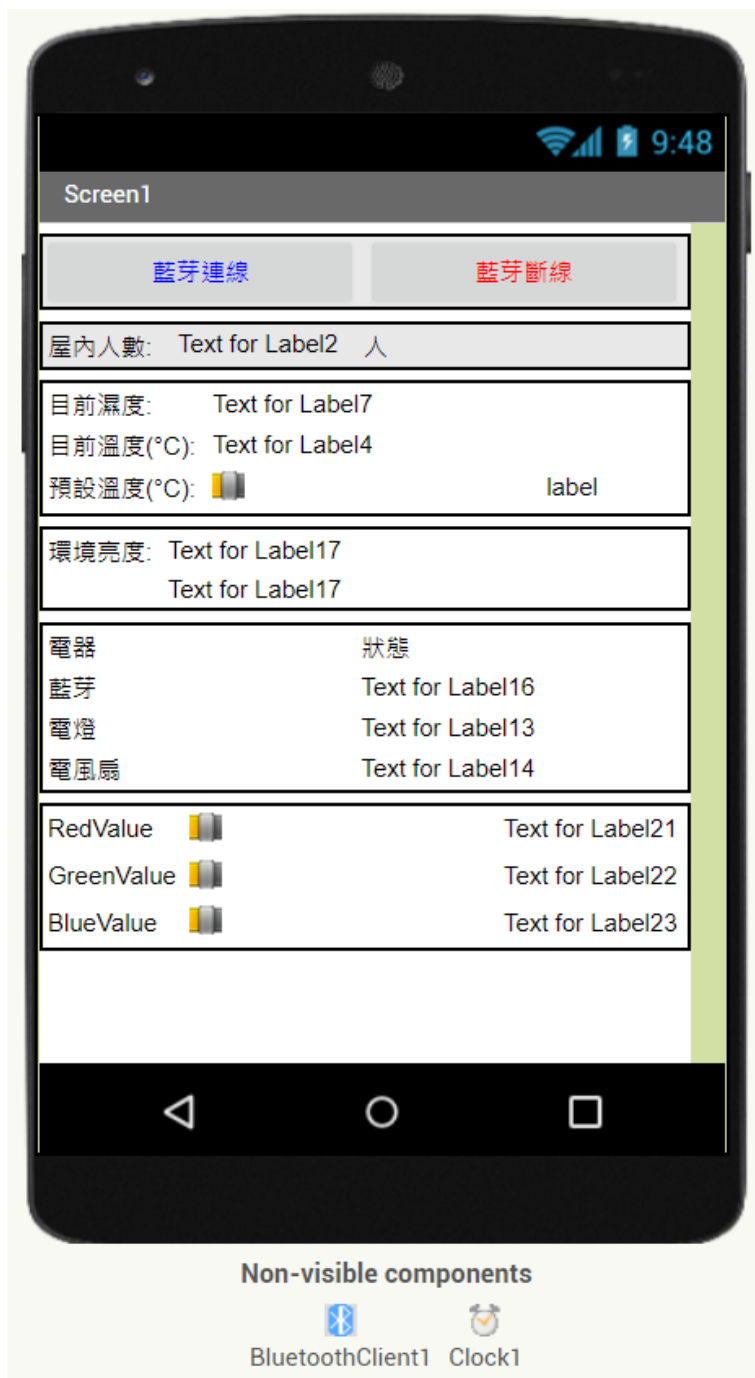 9:48
Screen1
藍芽連線 藍芽斷線
屋內人數: Text for Label2 人
目前濕度: Text for Label7
目前溫度(°C): Text for Label4
預設溫度(°C): label
環境亮度: Text for Label17
Text for Label17
電器 狀態
藍芽 Text for Label16
電燈 Text for Label13
電風扇 Text for Label14
RedValue Text for Label21
GreenValue Text for Label22
BlueValue Text for Label23
Non-visible components
BluetoothClient1 Clock1